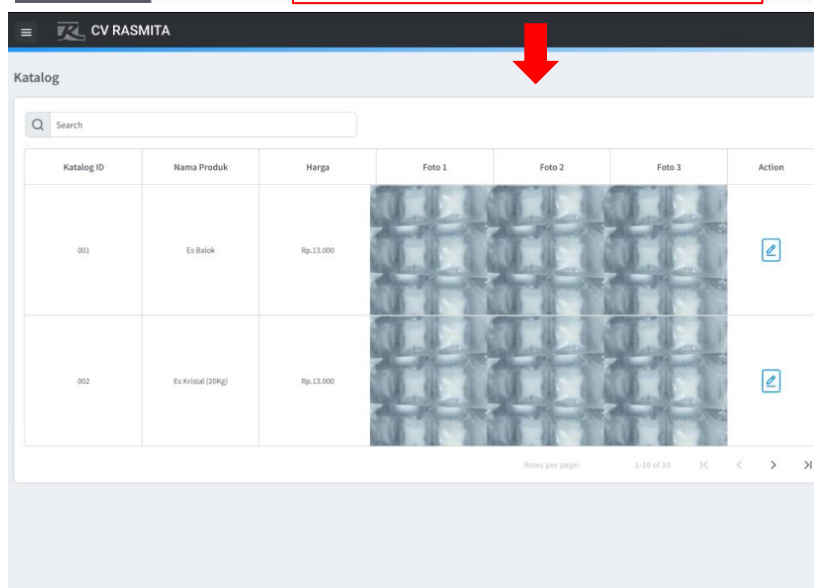 CV RASMITA
Katalog
Search
Katalog ID Nama Produk Harga Foto 1 Foto 2 Foto 3 Action
001 Es Balok Rp.13.000
002 Es Kristal (20Kg) Rp.13.000
Rows per page: 1-10 of 10